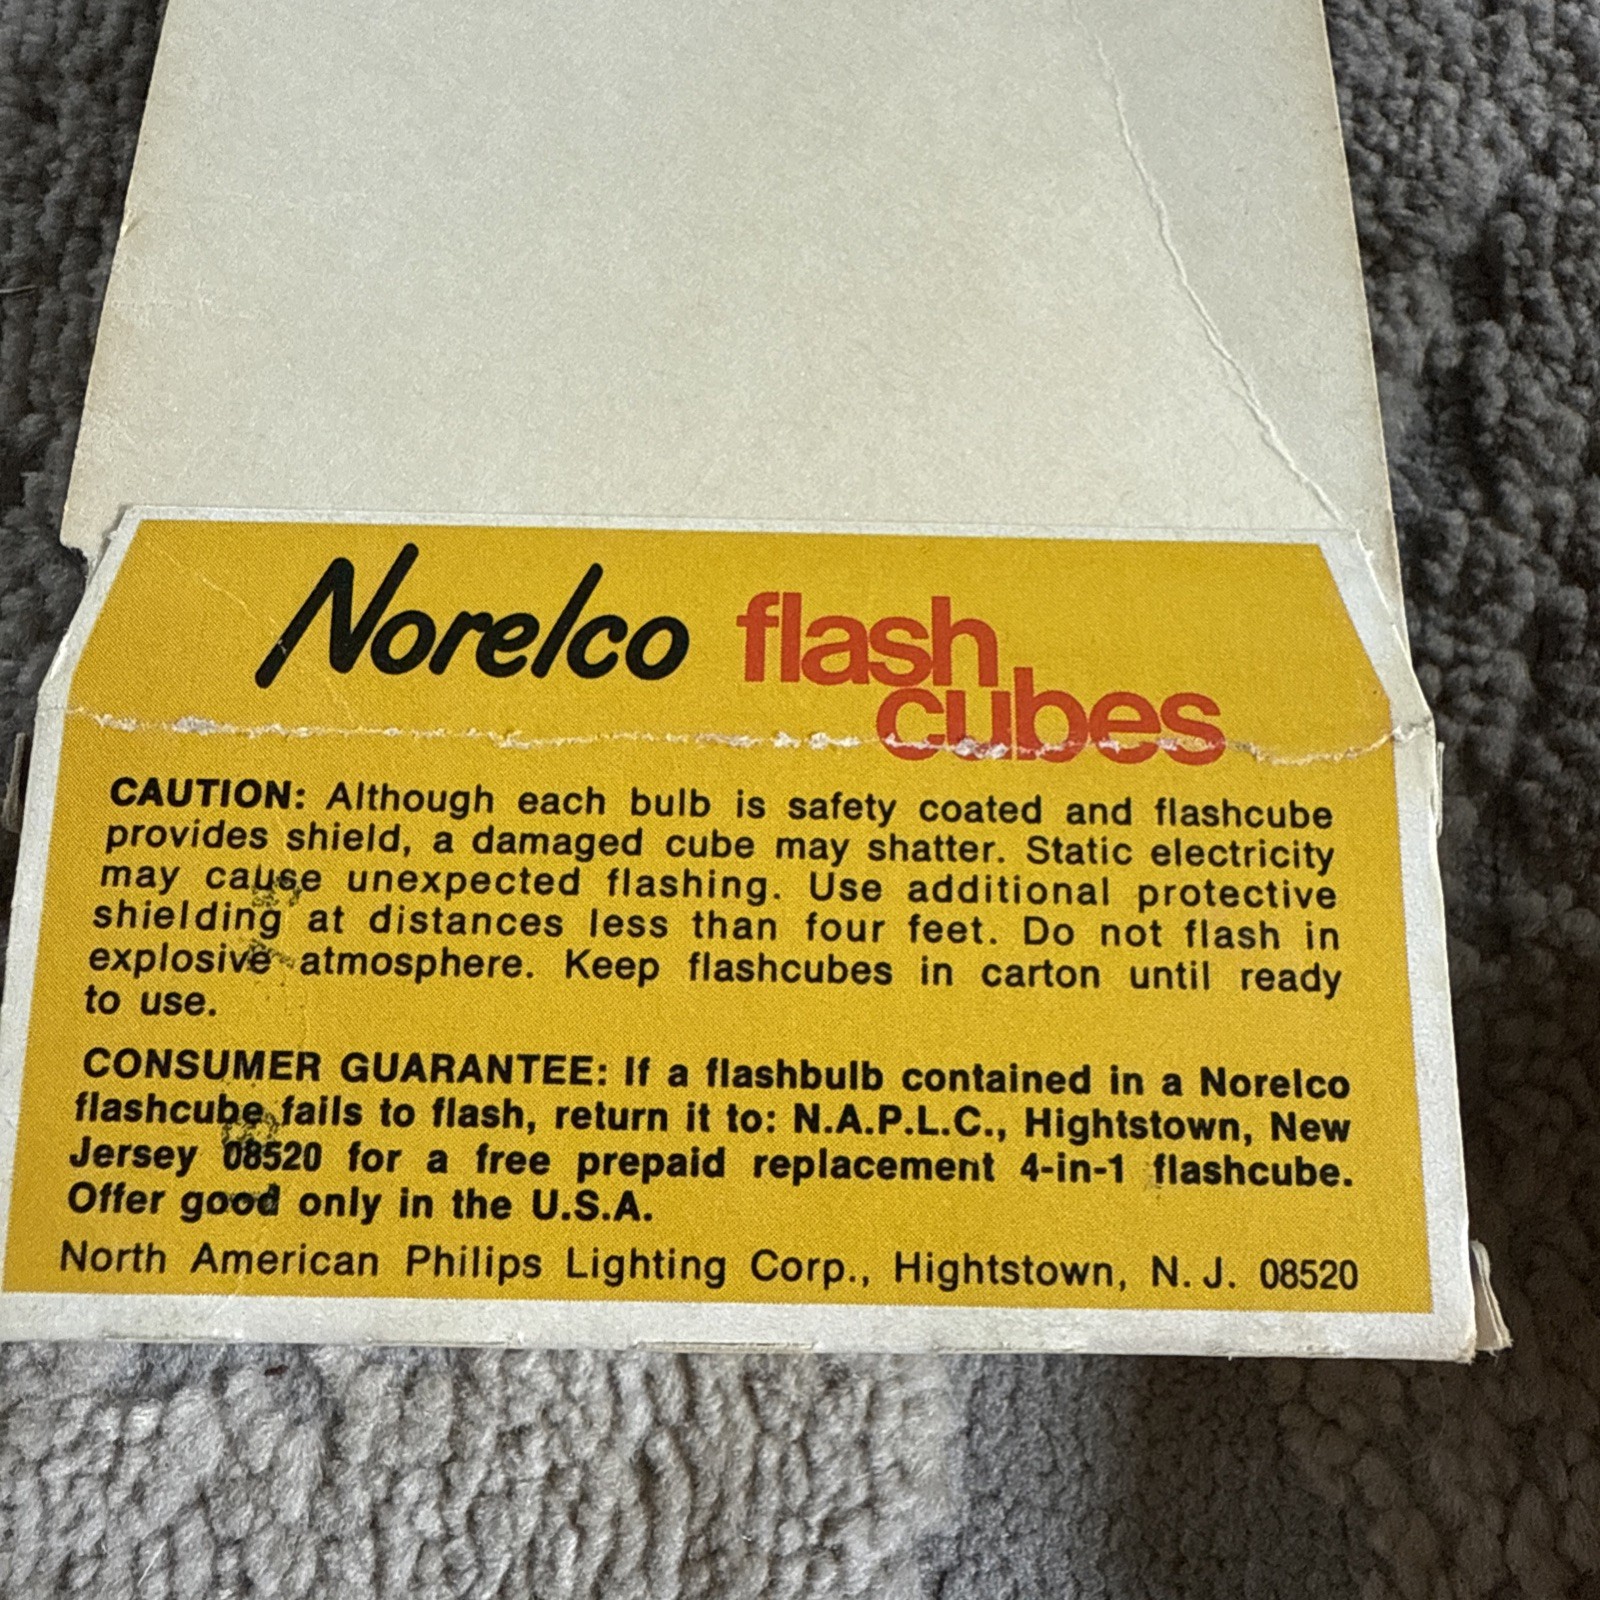 Norelco flash
cubes
CAUTION: Although each bulb is safety coated and flashcube
provides shield, a damaged cube may shatter. Static electricity
may cause unexpected flashing. Use additional protective
shielding at distances less than four feet. Do not flash in
explosive atmosphere. Keep flashcubes in carton until ready
to use.
CONSUMER GUARANTEE: If a flashbulb contained in a Norelco
flashcube fails to flash, return it to: N.A.P.L.C., Hightstown, New
Jersey 08520 for a free prepaid replacement 4-in-1 flashcube.
Offer good only in the U.S.A.
North American Philips Lighting Corp., Hightstown, N. J. 08520